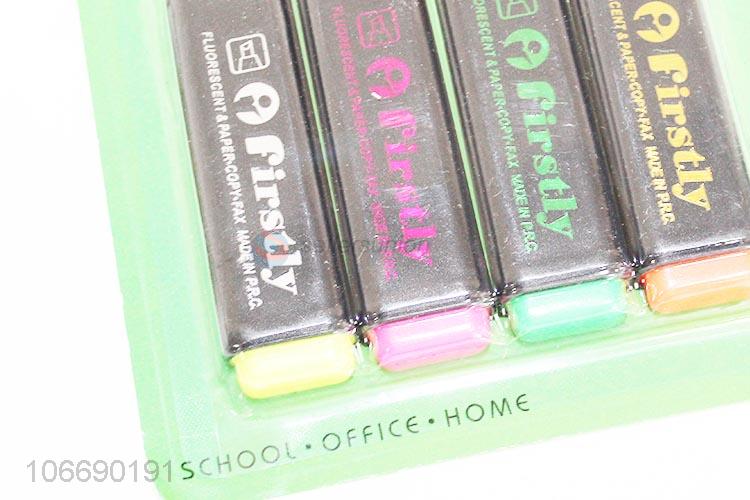 firstly
FLUORESCENT & PAPER·COPY·FAX MADE IN P.R.C.
firstly
FLUORESCENT & PAPER·COPY·FAX MADE IN P.R.C.
firstly
FLUORESCENT & PAPER·COPY·FAX MADE IN P.R.C.
firstly
& PAPER·COPY·FAX MADE IN P.R.C.
SCHOOL · OFFICE · HOME
106690191